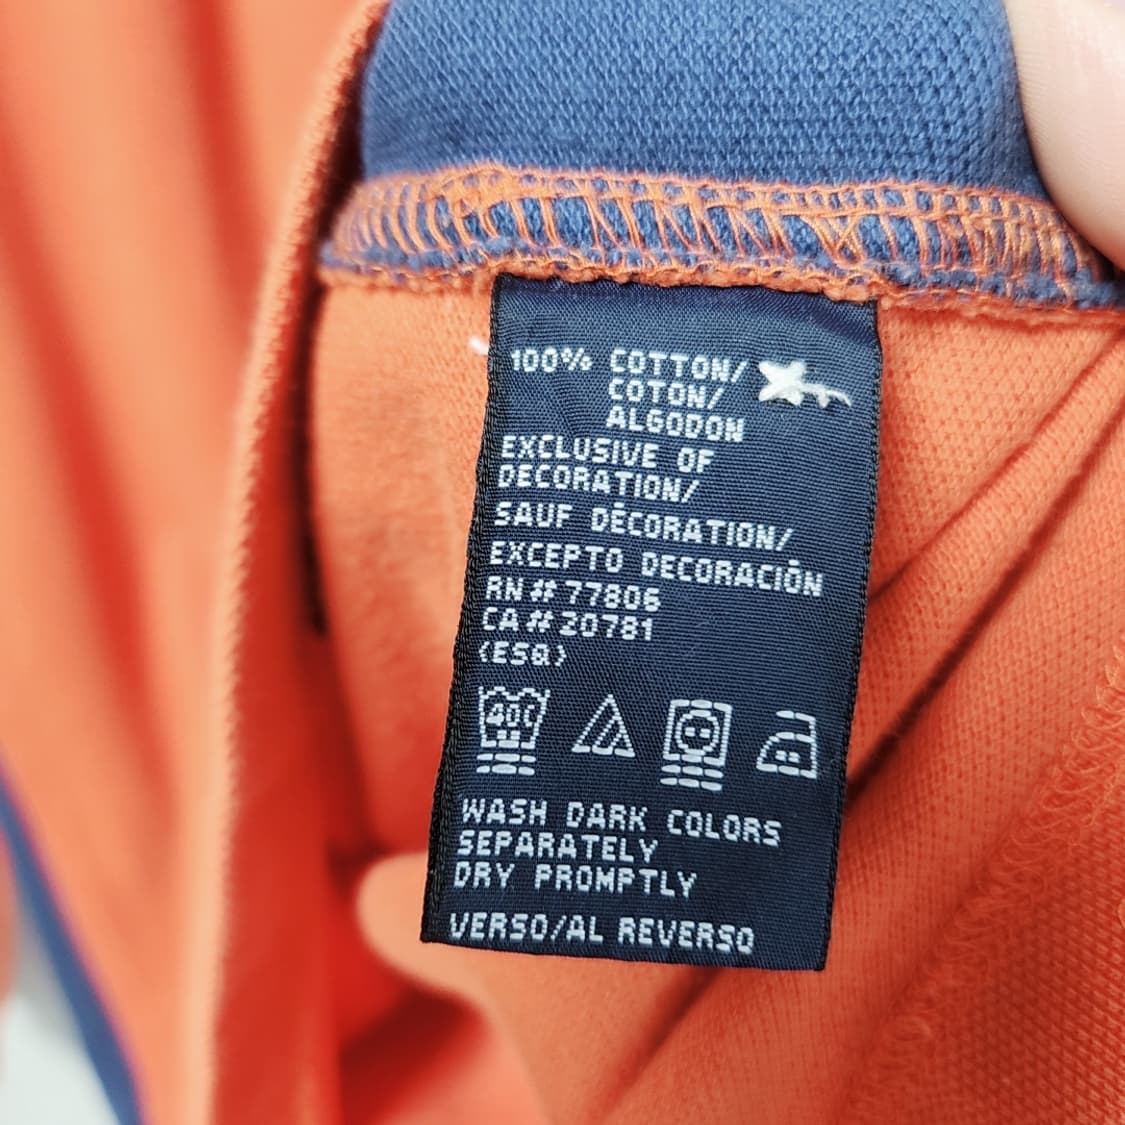 100% COTTON/
COTON/
ALGODON
EXCLUSIVE OF
DECORATION/
SAUF DÉCORATION/
EXCEPTO DECORACIÓN
RN # 77806
CA # 20781
(ESQ)
40C
WASH DARK COLORS
SEPARATELY
DRY PROMPTLY
VERSO/AL REVERSO